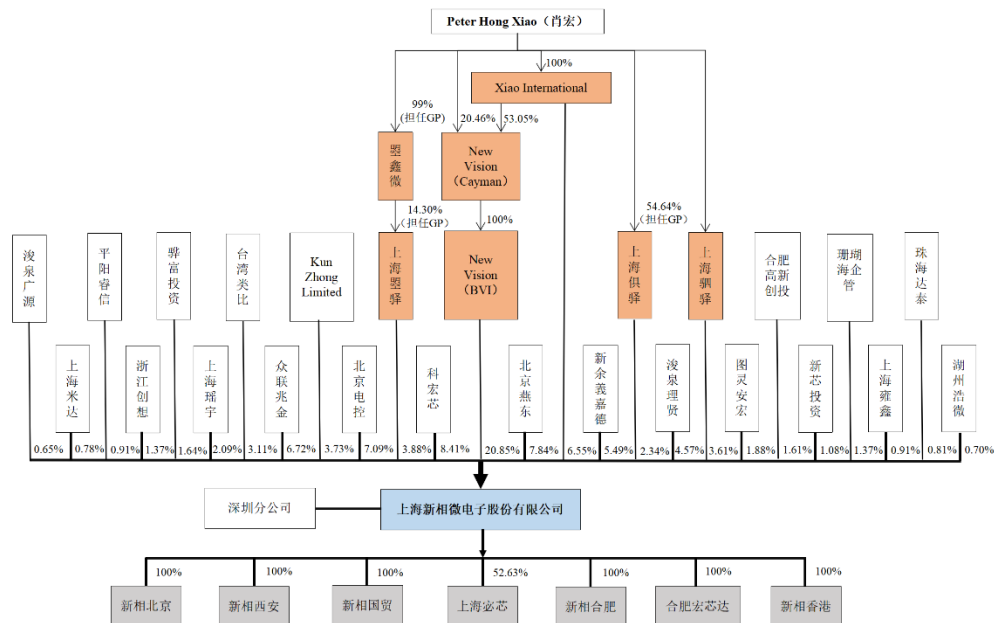 Peter Hong Xiao（肖宏）
100%
Xiao International
99%
(担任GP)
20.46%
53.05%
曌鑫微
New
Vision
（Cayman）
14.30%
（担任GP）
100%
54.64%
（担任GP）
浚泉广源
平阳睿信
骅富投资
台湾类比
Kun
Zhong
Limited
上海曌驿
New
Vision
（BVI）
上海俱驿
上海驷驿
合肥高新创投
珊瑚海企管
珠海达泰
上海米达
浙江创想
上海瑶宇
众联兆金
北京电控
科宏芯
北京燕东
新余義嘉德
浚泉理贤
图灵安宏
新芯投资
上海雍鑫
湖州浩微
0.65%
0.78%
0.91%
1.37%
1.64%
2.09%
3.11%
6.72%
3.73%
7.09%
3.88%
8.41%
20.85%
7.84%
6.55%
5.49%
2.34%
4.57%
3.61%
1.88%
1.61%
1.08%
1.37%
0.91%
0.81%
0.70%
深圳分公司
上海新相微电子股份有限公司
100%
100%
100%
52.63%
100%
100%
100%
新相北京
新相西安
新相国贸
上海宓芯
新相合肥
合肥宏芯达
新相香港